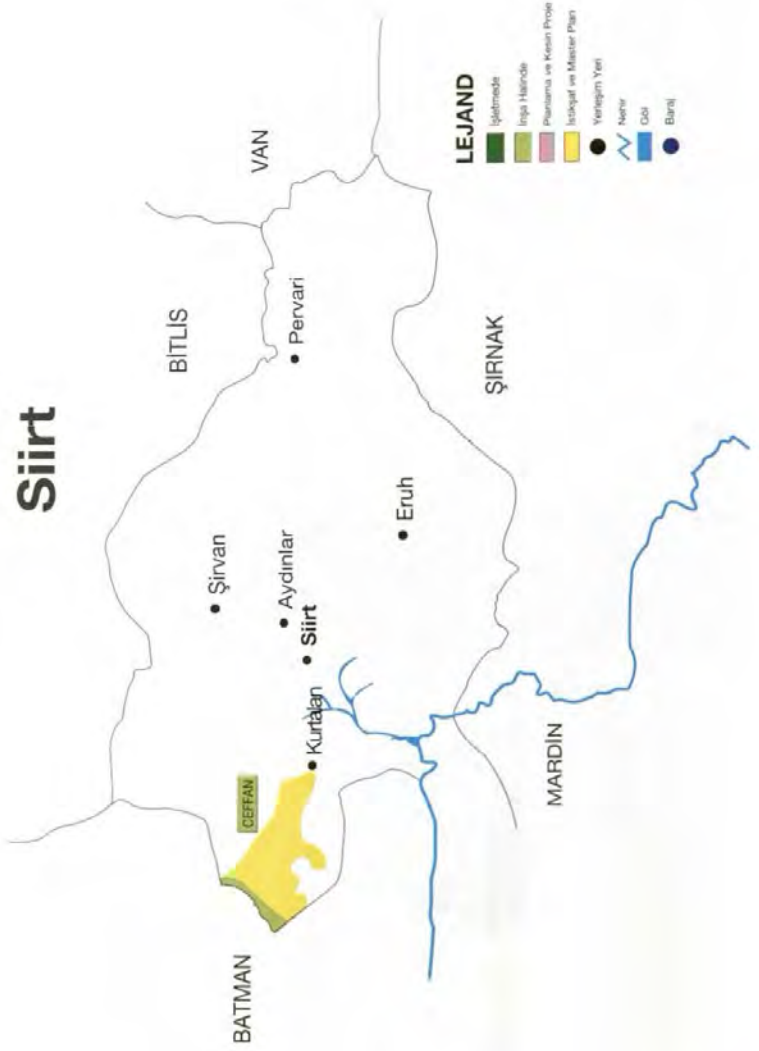 Siirt
BİTLİS
VAN
Şirvan
Pervari
Aydınlar
Siirt
Kurtalan
CEFFAN
BATMAN
Eruh
ŞIRNAK
MARDİN
LEJAND
İşletmede
İnşa Halinde
Planlama ve Kesin Proje
İstikşaf ve Master Plan
Yerleşim Yeri
Nehir
Göl
Baraj